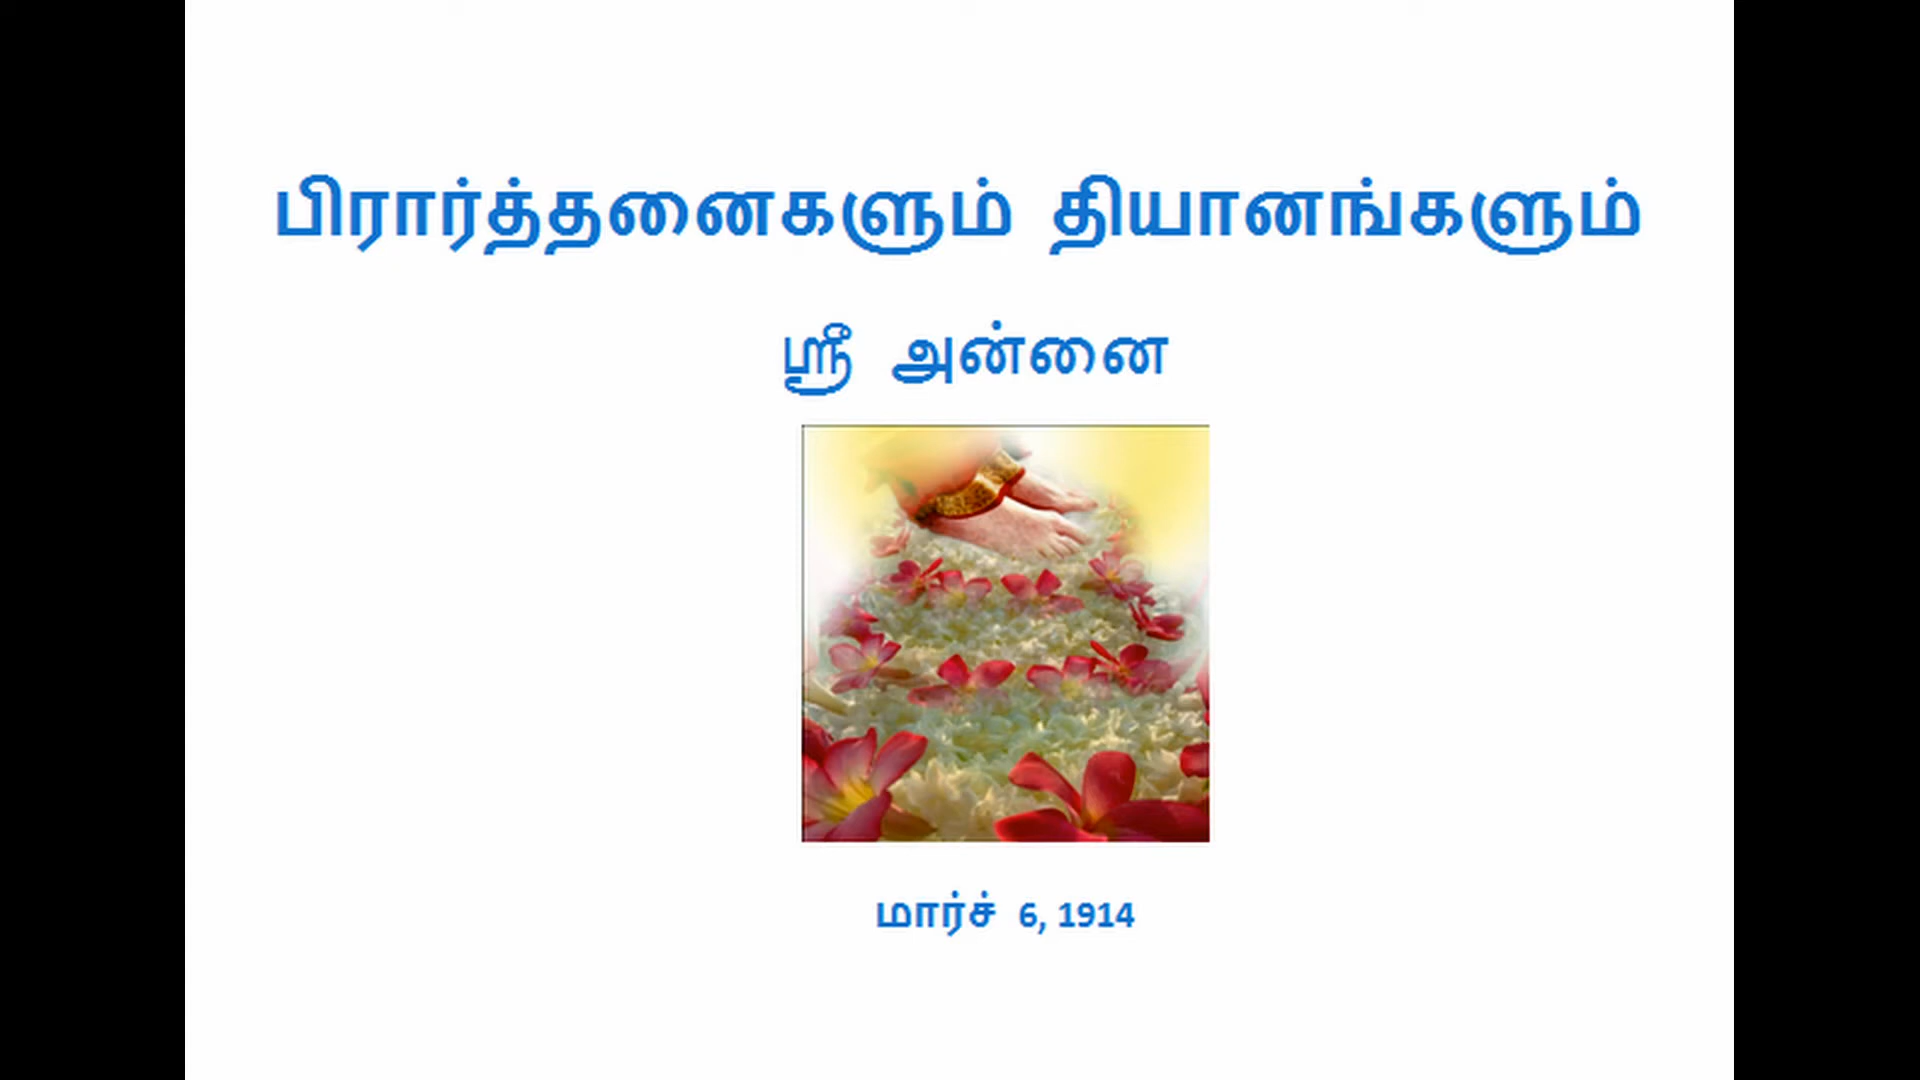 பிரார்த்தனைகளும் தியானங்களும்
ஸ்ரீ அன்னை
மார்ச் 6, 1914